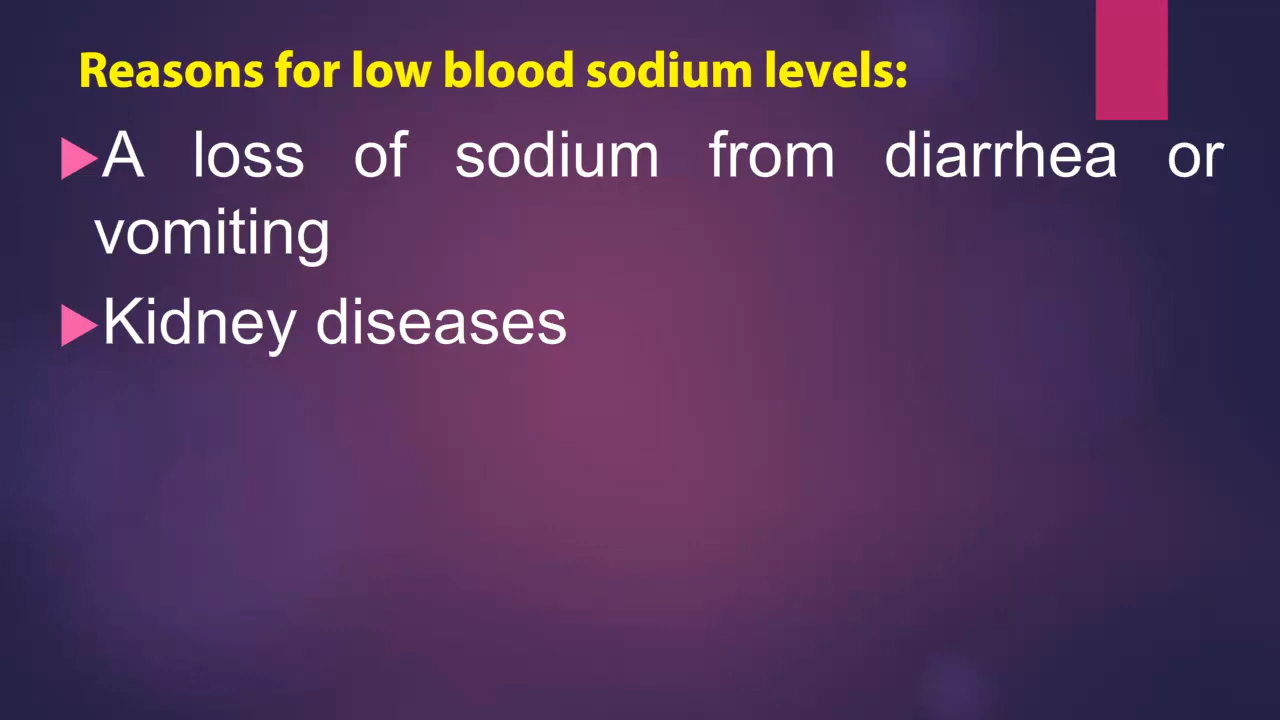 Reasons for low blood sodium levels:
A loss of sodium from diarrhea or
vomiting
Kidney diseases